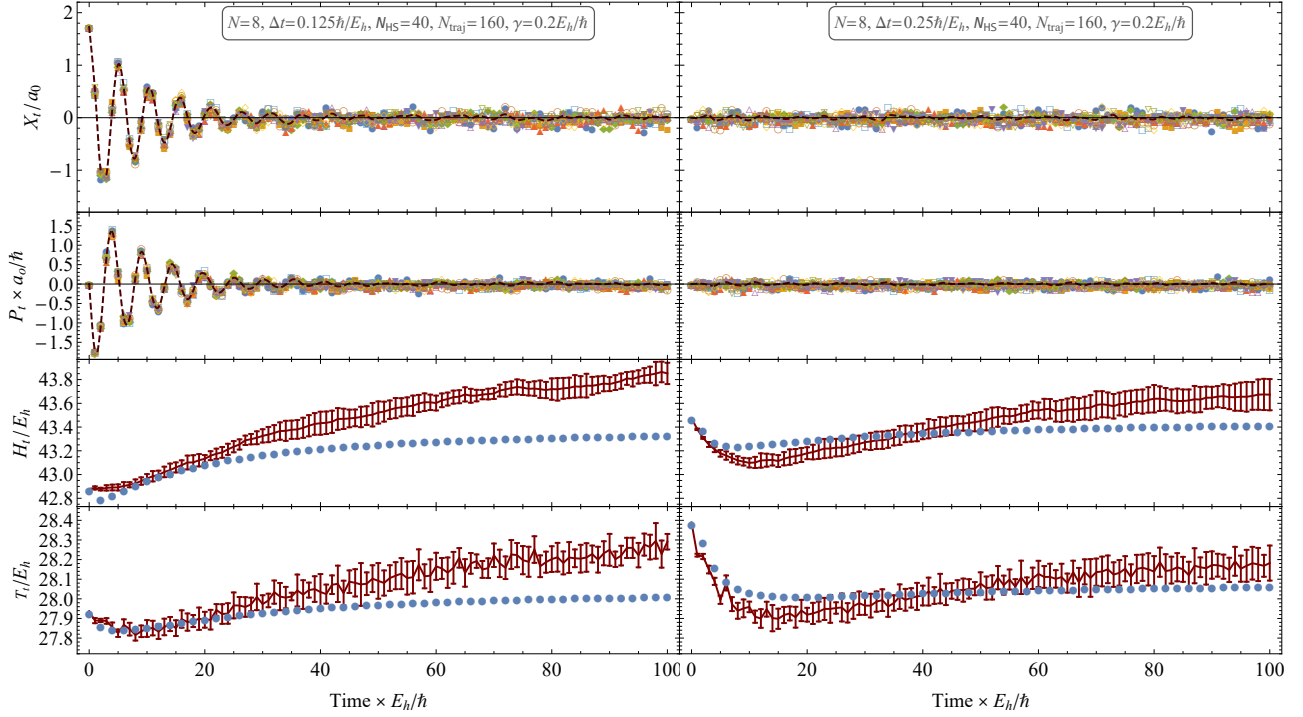 N=8, Δt=0.125ℏ/E_h, N_HS=40, N_traj=160, γ=0.2E_h/ℏ
N=8, Δt=0.25ℏ/E_h, N_HS=40, N_traj=160, γ=0.2E_h/ℏ
X_t/a_0
2
1
0
−1
P_t × a_o/ℏ
1.5
1.0
0.5
0.0
−0.5
−1.0
−1.5
H_t/E_h
43.8
43.6
43.4
43.2
43.0
42.8
T_t/E_h
28.4
28.3
28.2
28.1
28.0
27.9
27.8
0 20 40 60 80 100
0 20 40 60 80 100
Time × E_h/ℏ
Time × E_h/ℏ